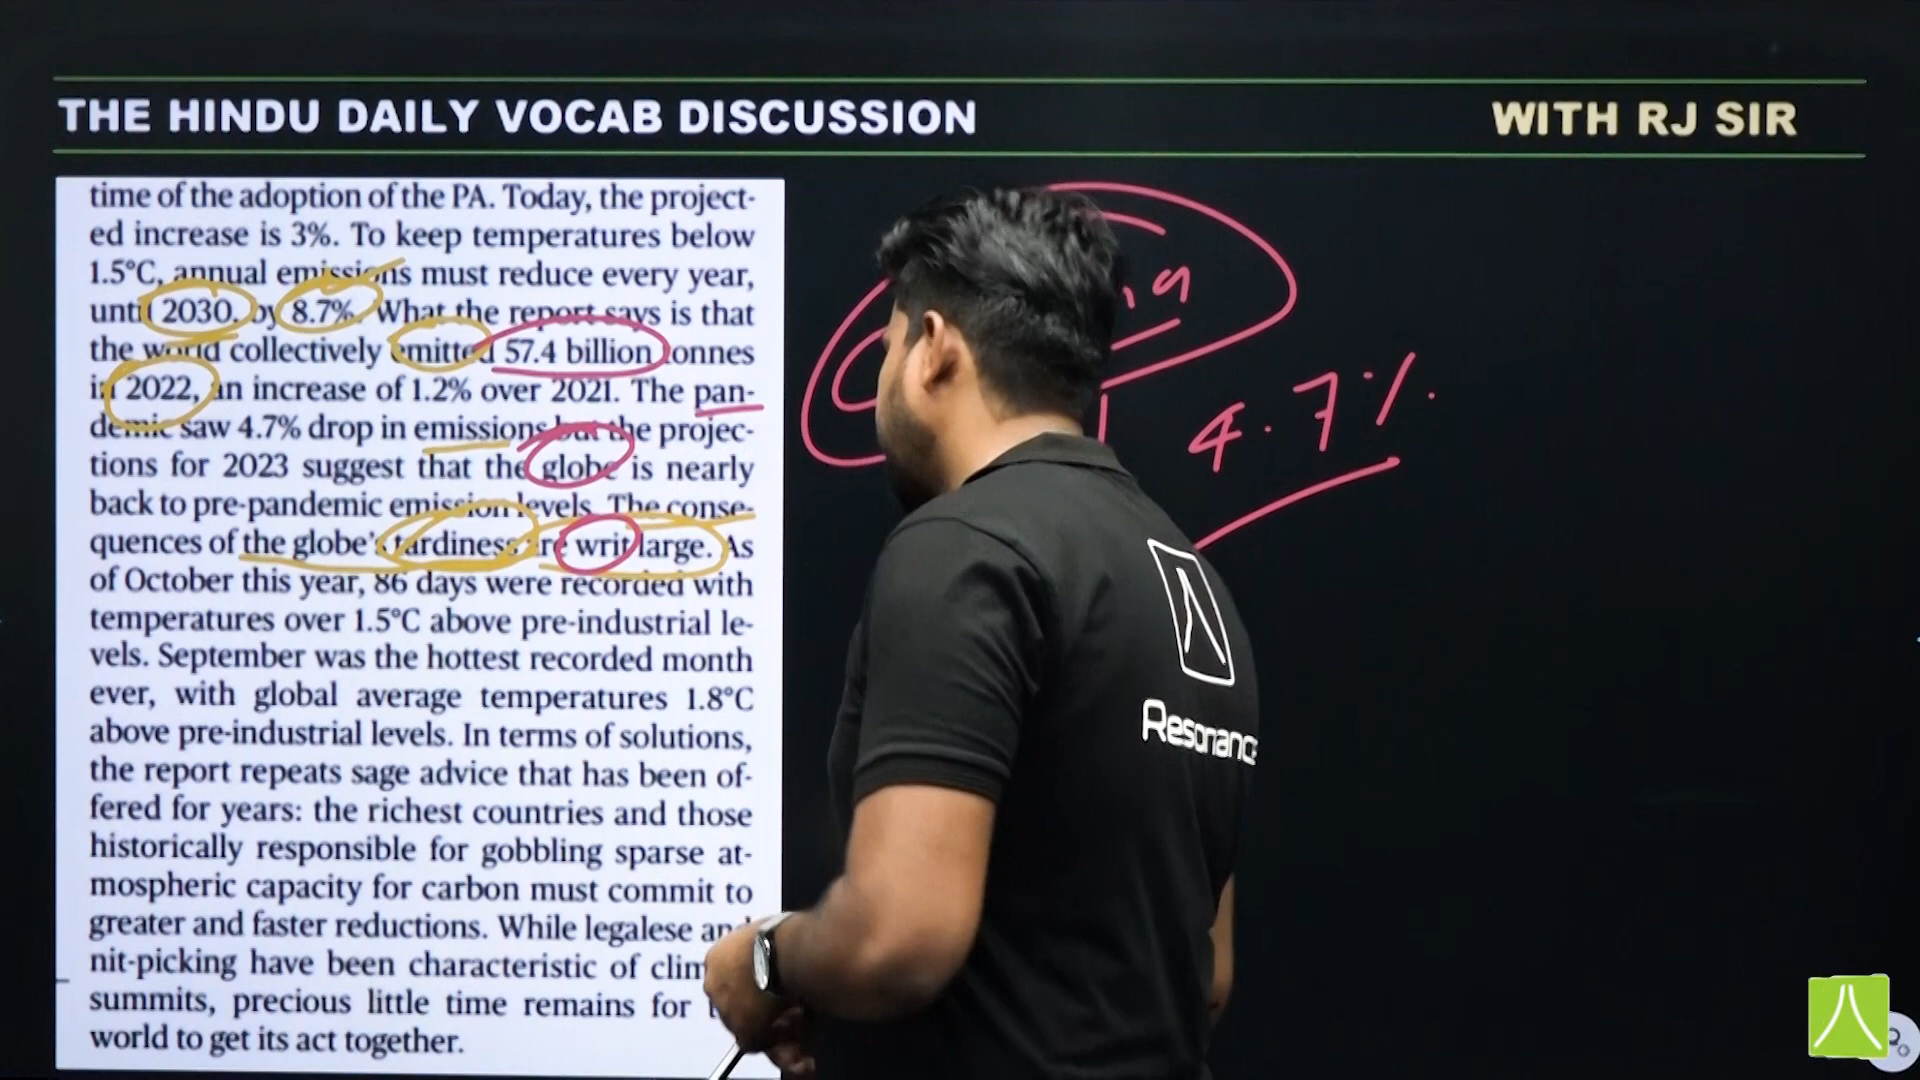 THE HINDU DAILY VOCAB DISCUSSION
WITH RJ SIR
time of the adoption of the PA. Today, the project-
ed increase is 3%. To keep temperatures below
1.5°C, annual emissions must reduce every year,
until 2030, by 8.7%. What the report says is that
the world collectively emitted 57.4 billion tonnes
in 2022, an increase of 1.2% over 2021. The pan-
demic saw 4.7% drop in emissions but the projec-
tions for 2023 suggest that the globe is nearly
back to pre-pandemic emission levels. The conse-
quences of the globe's tardiness are writ large. As
of October this year, 86 days were recorded with
temperatures over 1.5°C above pre-industrial le-
vels. September was the hottest recorded month
ever, with global average temperatures 1.8°C
above pre-industrial levels. In terms of solutions,
the report repeats sage advice that has been of-
fered for years: the richest countries and those
historically responsible for gobbling sparse at-
mospheric capacity for carbon must commit to
greater and faster reductions. While legalese and
nit-picking have been characteristic of clim
summits, precious little time remains for
world to get its act together.
4.7%
Resonanc